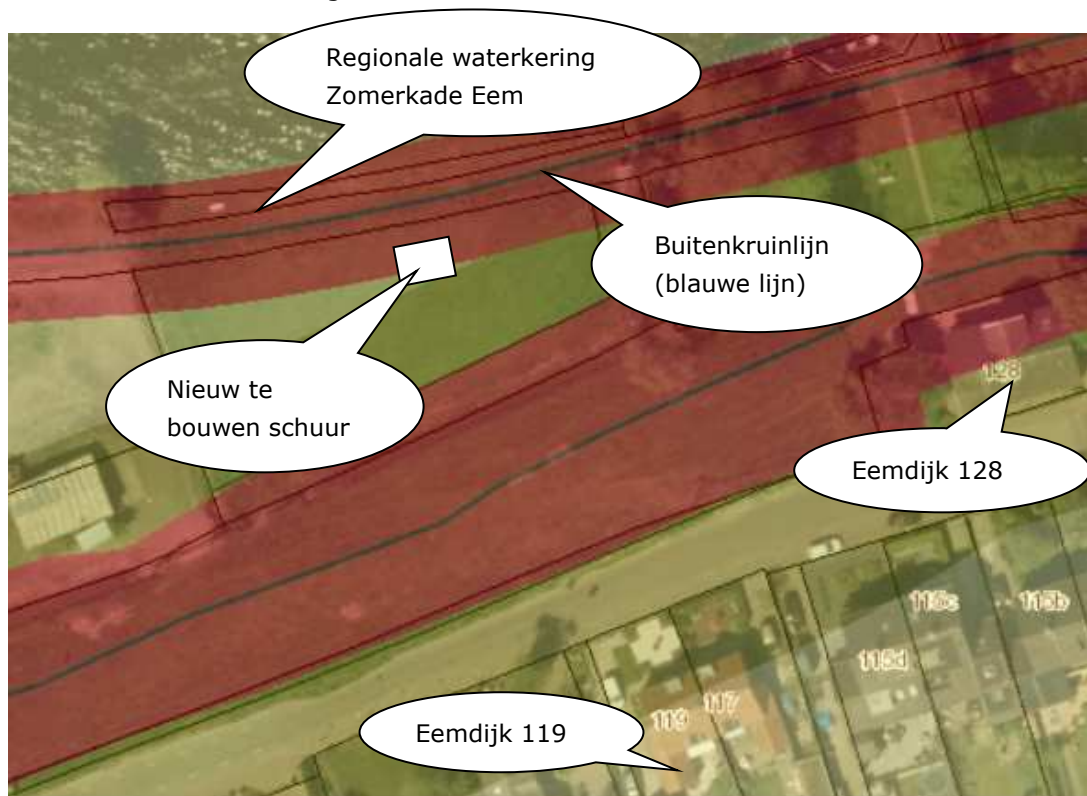 Regionale waterkering
Zomerkade Eem
Buitenkruinlijn
(blauwe lijn)
Nieuw te
bouwen schuur
128
Eemdijk 128
115c
115b
115d
119
117
Eemdijk 119